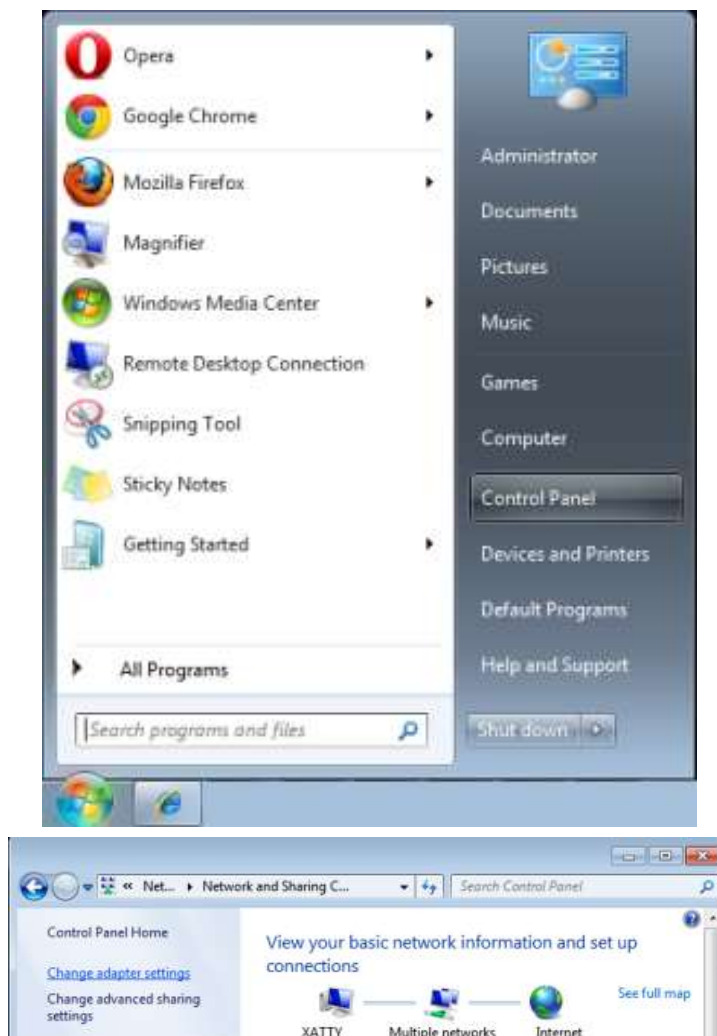 Opera
Google Chrome
Mozilla Firefox
Magnifier
Windows Media Center
Remote Desktop Connection
Snipping Tool
Sticky Notes
Getting Started
All Programs
Search programs and files
Administrator
Documents
Pictures
Music
Games
Computer
Control Panel
Devices and Printers
Default Programs
Help and Support
Shut down
« Net... Network and Sharing C...
Search Control Panel
Control Panel Home
Change adapter settings
Change advanced sharing
settings
View your basic network information and set up
connections
See full map
XATTY Multiple networks Internet